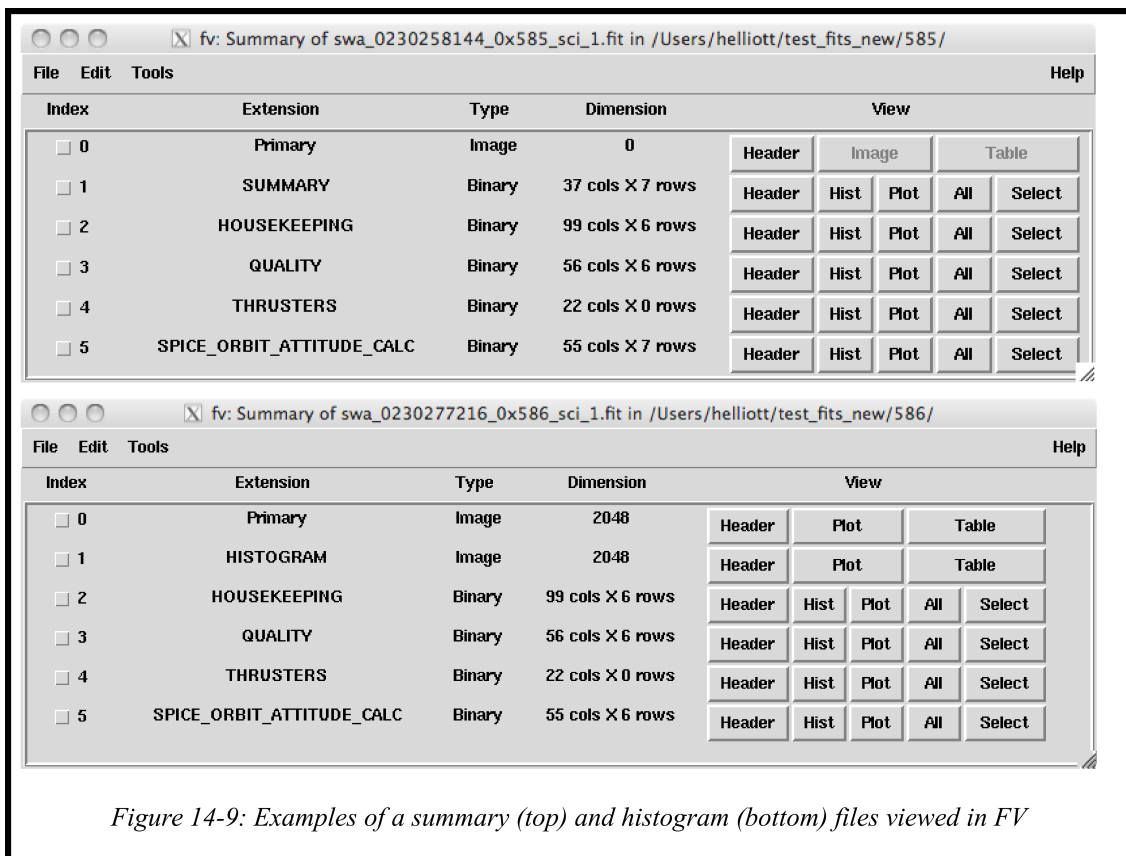 fv: Summary of swa_0230258144_0x585_sci_1.fit in /Users/helliott/test_fits_new/585/
File Edit Tools Help
Index Extension Type Dimension View
0 Primary Image 0 Header Image Table
1 SUMMARY Binary 37 cols X 7 rows Header Hist Plot All Select
2 HOUSEKEEPING Binary 99 cols X 6 rows Header Hist Plot All Select
3 QUALITY Binary 56 cols X 6 rows Header Hist Plot All Select
4 THRUSTERS Binary 22 cols X 0 rows Header Hist Plot All Select
5 SPICE_ORBIT_ATTITUDE_CALC Binary 55 cols X 7 rows Header Hist Plot All Select
fv: Summary of swa_0230277216_0x586_sci_1.fit in /Users/helliott/test_fits_new/586/
File Edit Tools Help
Index Extension Type Dimension View
0 Primary Image 2048 Header Plot Table
1 HISTOGRAM Image 2048 Header Plot Table
2 HOUSEKEEPING Binary 99 cols X 6 rows Header Hist Plot All Select
3 QUALITY Binary 56 cols X 6 rows Header Hist Plot All Select
4 THRUSTERS Binary 22 cols X 0 rows Header Hist Plot All Select
5 SPICE_ORBIT_ATTITUDE_CALC Binary 55 cols X 6 rows Header Hist Plot All Select
Figure 14-9: Examples of a summary (top) and histogram (bottom) files viewed in FV